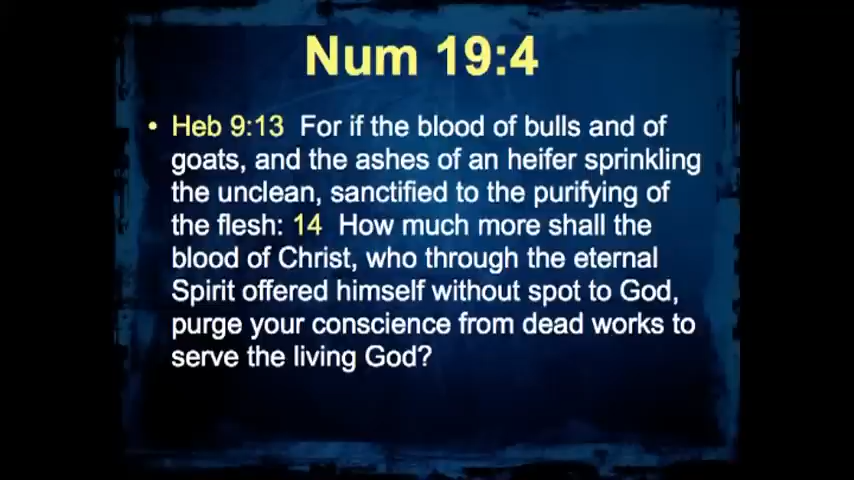 Num 19:4
• Heb 9:13 For if the blood of bulls and of
goats, and the ashes of an heifer sprinkling
the unclean, sanctified to the purifying of
the flesh: 14 How much more shall the
blood of Christ, who through the eternal
Spirit offered himself without spot to God,
purge your conscience from dead works to
serve the living God?